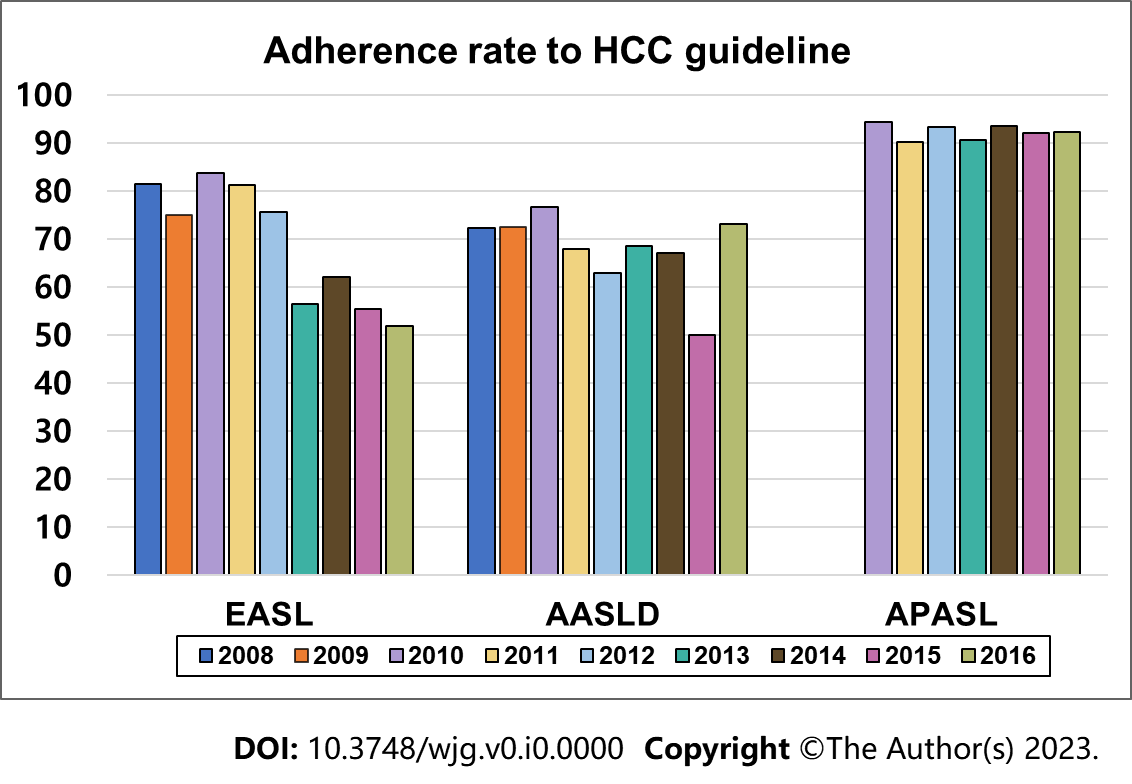 Adherence rate to HCC guideline
100
90
80
70
60
50
40
30
20
10
0
EASL AASLD APASL
2008 2009 2010 2011 2012 2013 2014 2015 2016
DOI: 10.3748/wjg.v0.i0.0000 Copyright ©The Author(s) 2023.